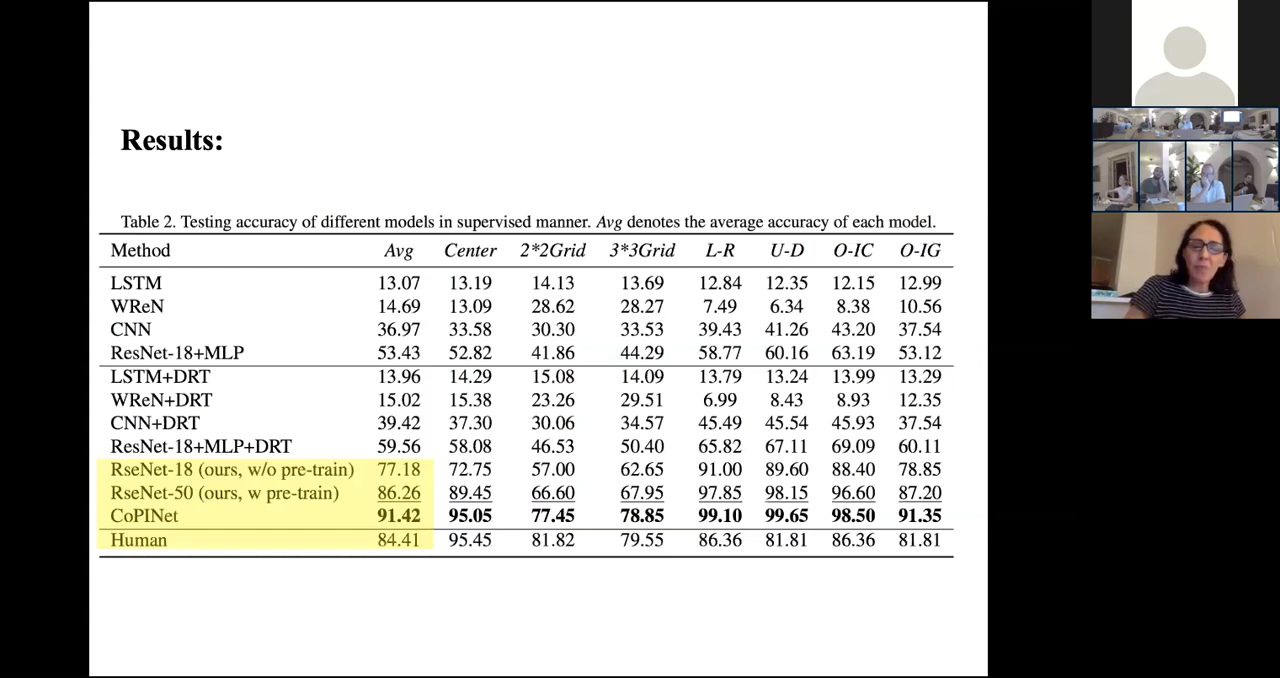 Results:
Table 2. Testing accuracy of different models in supervised manner. Avg denotes the average accuracy of each model.
Method Avg Center 2*2Grid 3*3Grid L-R U-D O-IC O-IG
LSTM 13.07 13.19 14.13 13.69 12.84 12.35 12.15 12.99
WReN 14.69 13.09 28.62 28.27 7.49 6.34 8.38 10.56
CNN 36.97 33.58 30.30 33.53 39.43 41.26 43.20 37.54
ResNet-18+MLP 53.43 52.82 41.86 44.29 58.77 60.16 63.19 53.12
LSTM+DRT 13.96 14.29 15.08 14.09 13.79 13.24 13.99 13.29
WReN+DRT 15.02 15.38 23.26 29.51 6.99 8.43 8.93 12.35
CNN+DRT 39.42 37.30 30.06 34.57 45.49 45.54 45.93 37.54
ResNet-18+MLP+DRT 59.56 58.08 46.53 50.40 65.82 67.11 69.09 60.11
RseNet-18 (ours, w/o pre-train) 77.18 72.75 57.00 62.65 91.00 89.60 88.40 78.85
RseNet-50 (ours, w pre-train) 86.26 89.45 66.60 67.95 97.85 98.15 96.60 87.20
CoPINet 91.42 95.05 77.45 78.85 99.10 99.65 98.50 91.35
Human 84.41 95.45 81.82 79.55 86.36 81.81 86.36 81.81